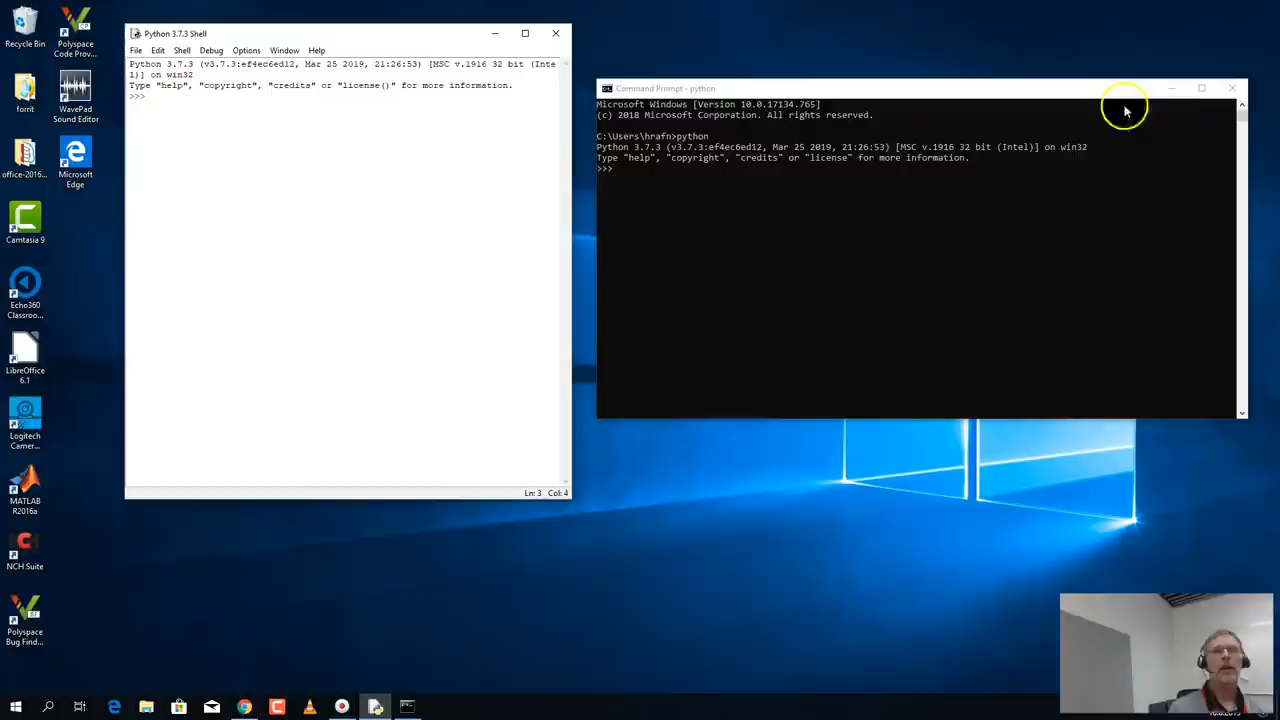 Recycle Bin
Polyspace
Code Prov...
forrit
WavePad
Sound Editor
office-2016...
Microsoft
Edge
Camtasia 9
Echo360
Classroo...
LibreOffice
6.1
Logitech
Camer...
MATLAB
R2016a
NCH Suite
Polyspace
Bug Find...
Python 3.7.3 Shell
File Edit Shell Debug Options Window Help
Python 3.7.3 (v3.7.3:ef4ec6ed12, Mar 25 2019, 21:26:53) [MSC v.1916 32 bit (Inte
l)] on win32
Type "help", "copyright", "credits" or "license()" for more information.
>>>
Ln: 3 Col: 4
Command Prompt - python
Microsoft Windows [Version 10.0.17134.765]
(c) 2018 Microsoft Corporation. All rights reserved.
C:\Users\hrafn>python
Python 3.7.3 (v3.7.3:ef4ec6ed12, Mar 25 2019, 21:26:53) [MSC v.1916 32 bit (Intel)] on win32
Type "help", "copyright", "credits" or "license" for more information.
>>>